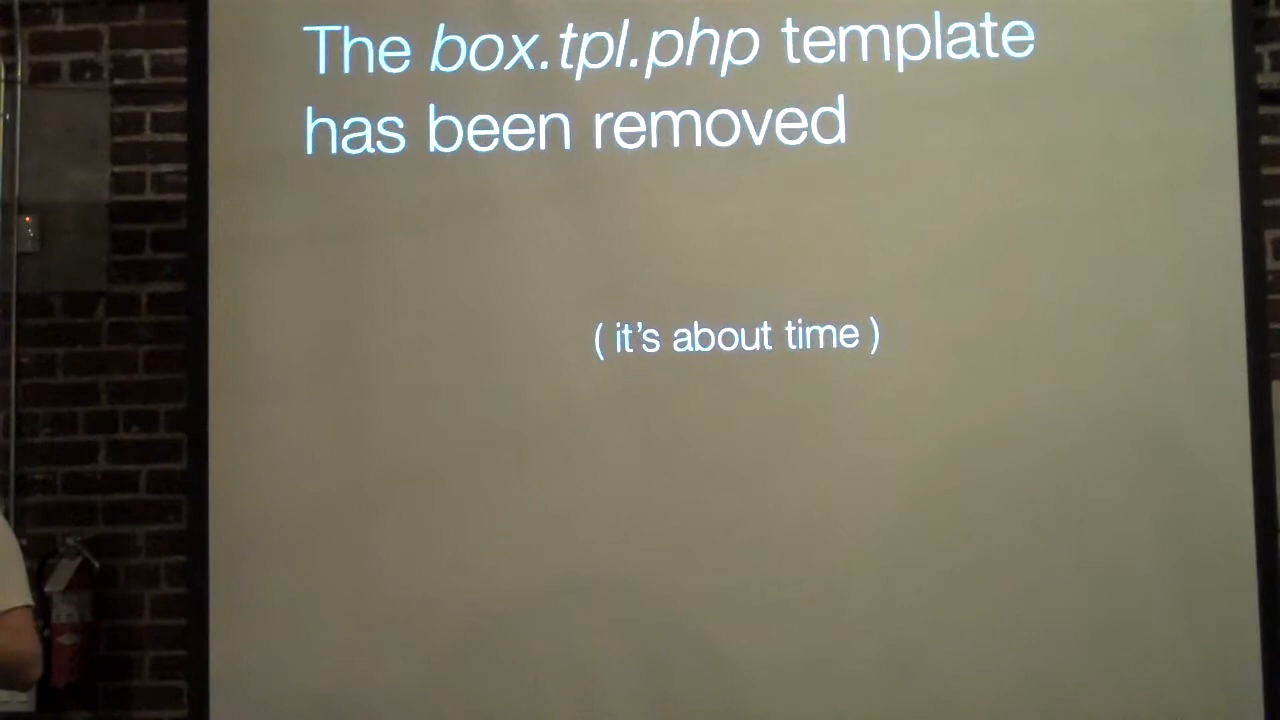 The box.tpl.php template
has been removed
( it's about time )